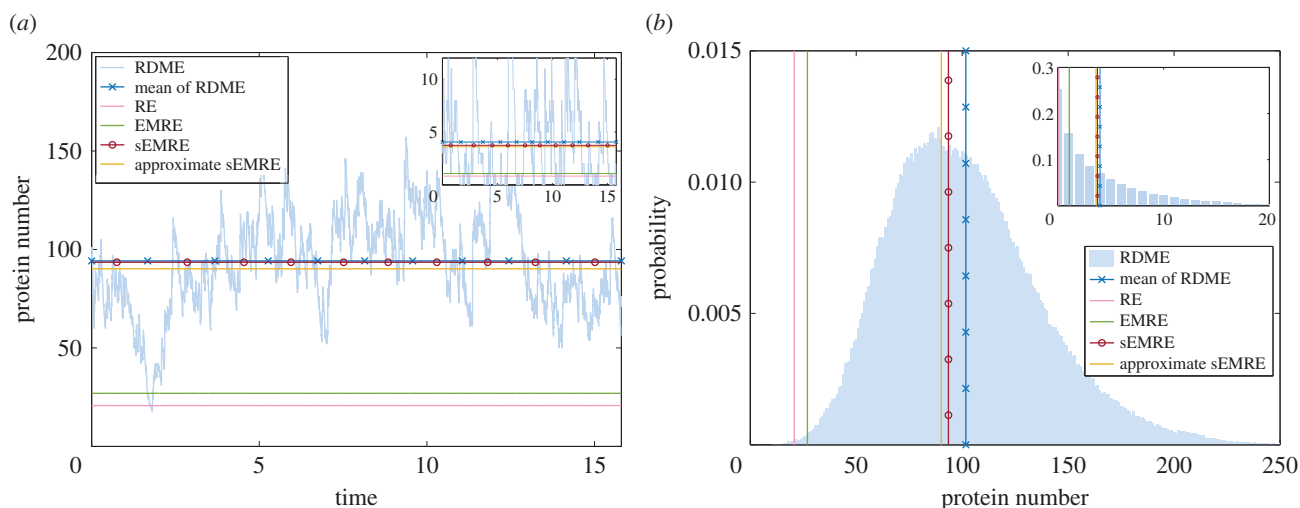 (a)
200
150
100
50
protein number
0
5
10
15
time
RDME
mean of RDME
RE
EMRE
sEMRE
approximate sEMRE
10
5
0
5
10
15
(b)
0.015
0.010
0.005
probability
0
50
100
150
200
250
protein number
0.3
0.2
0.1
0
10
20
RDME
mean of RDME
RE
EMRE
sEMRE
approximate sEMRE